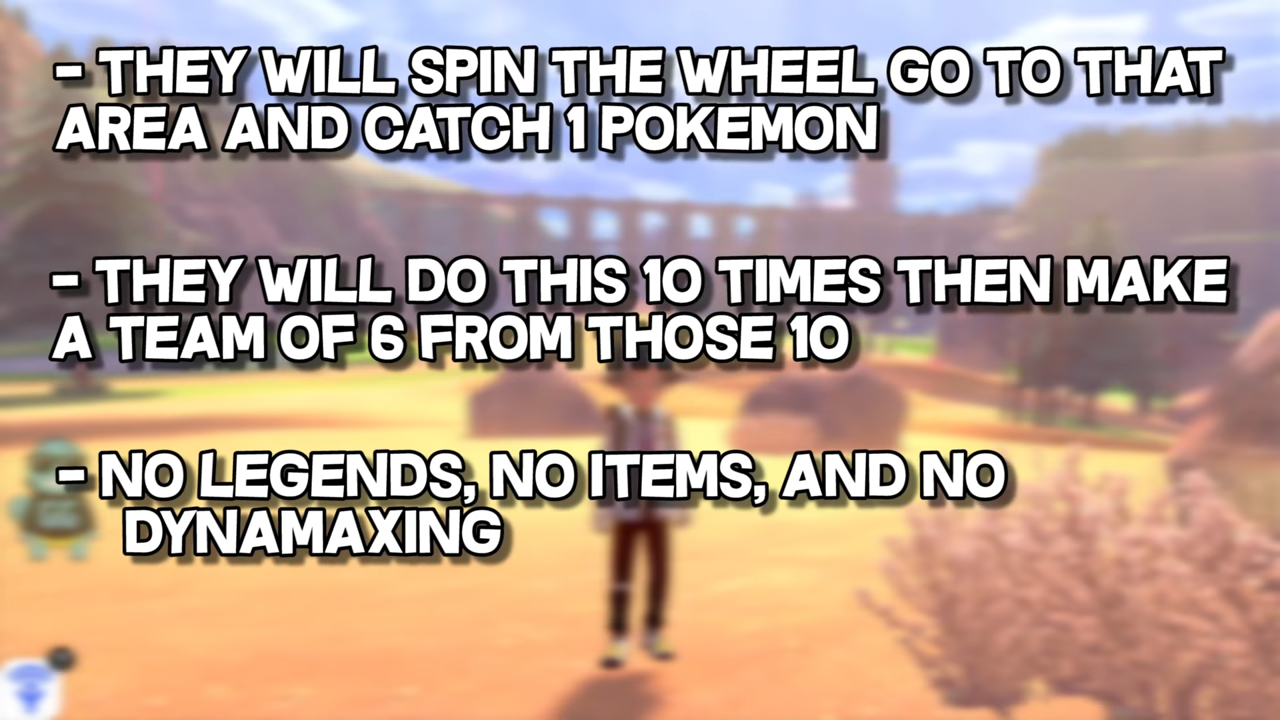 - THEY WILL SPIN THE WHEEL GO TO THAT
AREA AND CATCH 1 POKEMON
- THEY WILL DO THIS 10 TIMES THEN MAKE
A TEAM OF 6 FROM THOSE 10
- NO LEGENDS, NO ITEMS, AND NO
DYNAMAXING